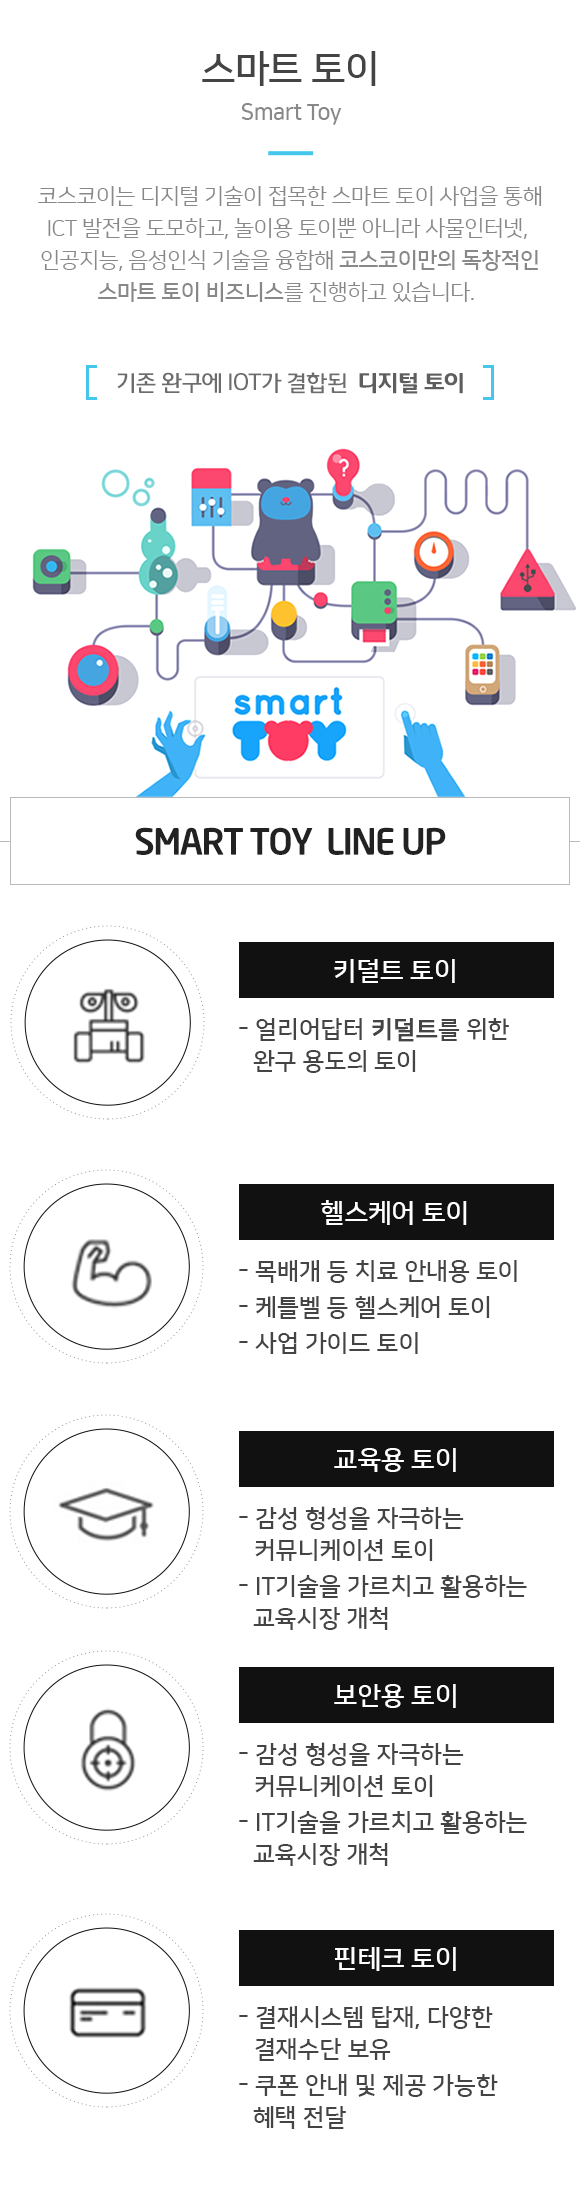 스마트 토이
Smart Toy
코스코이는 디지털 기술이 접목한 스마트 토이 사업을 통해
ICT 발전을 도모하고, 놀이용 토이뿐 아니라 사물인터넷,
인공지능, 음성인식 기술을 융합해 코스코이만의 독창적인
스마트 토이 비즈니스를 진행하고 있습니다.
기존 완구에 IOT가 결합된 디지털 토이
?
smart
TOY
SMART TOY LINE UP
키덜트 토이
- 얼리어답터 키덜트를 위한
완구 용도의 토이
헬스케어 토이
- 목배개 등 치료 안내용 토이
- 케틀벨 등 헬스케어 토이
- 사업 가이드 토이
교육용 토이
- 감성 형성을 자극하는
커뮤니케이션 토이
- IT기술을 가르치고 활용하는
교육시장 개척
보안용 토이
- 감성 형성을 자극하는
커뮤니케이션 토이
- IT기술을 가르치고 활용하는
교육시장 개척
핀테크 토이
- 결재시스템 탑재, 다양한
결재수단 보유
- 쿠폰 안내 및 제공 가능한
혜택 전달